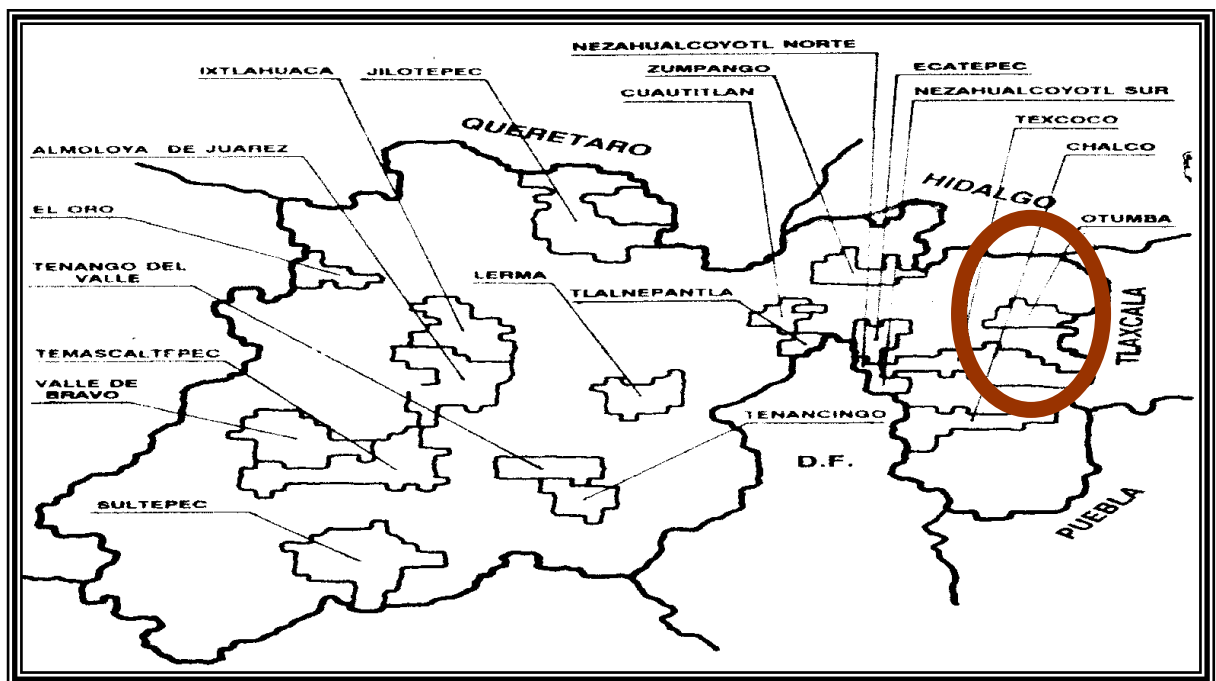 NEZAHUALCOYOTL NORTE
IXTLAHUACA
JILOTEPEC
ZUMPANGO
ECATEPEC
CUAUTITLAN
NEZAHUALCOYOTL SUR
QUERETARO
TEXCOCO
ALMOLOYA DE JUAREZ
CHALCO
HIDALGO
EL ORO
OTUMBA
TENANGO DEL
VALLE
LERMA
TLALNEPANTLA
TLAXCALA
TEMASCALTEPEC
VALLE DE
BRAVO
TENANCINGO
D.F.
SULTEPEC
PUEBLA